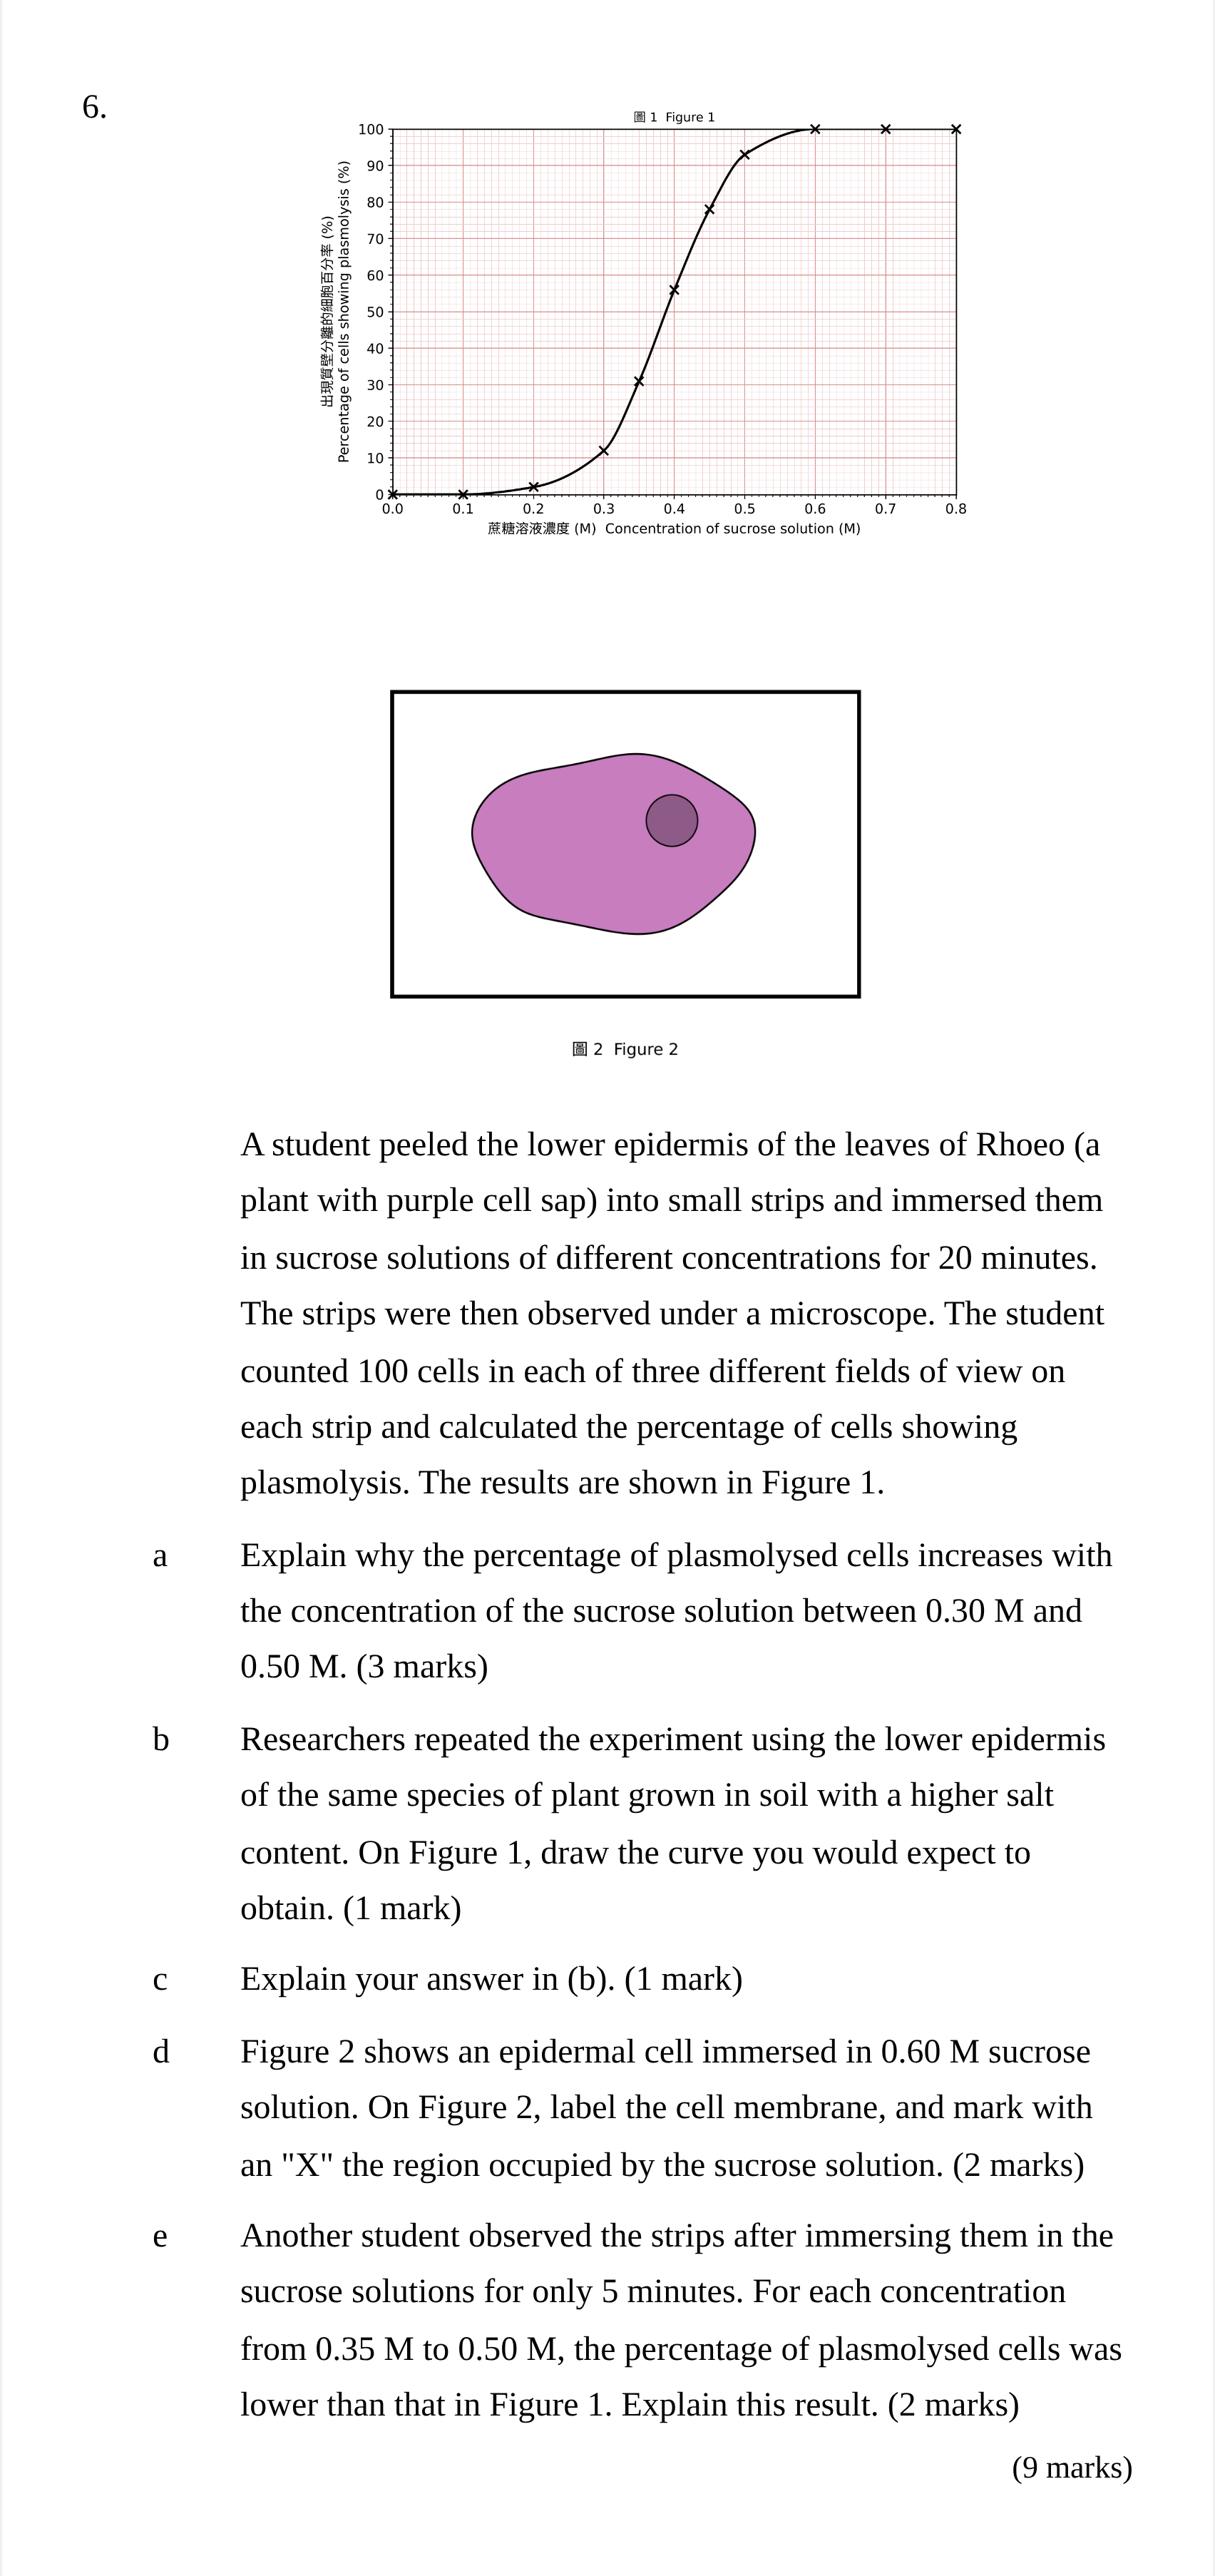 6.
圖 1 Figure 1
100
90
80
70
60
50
40
30
20
10
0
出現質壁分離的細胞百分率 (%)
Percentage of cells showing plasmolysis (%)
0.0 0.1 0.2 0.3 0.4 0.5 0.6 0.7 0.8
蔗糖溶液濃度 (M) Concentration of sucrose solution (M)
圖 2 Figure 2
A student peeled the lower epidermis of the leaves of Rhoeo (a
plant with purple cell sap) into small strips and immersed them
in sucrose solutions of different concentrations for 20 minutes.
The strips were then observed under a microscope. The student
counted 100 cells in each of three different fields of view on
each strip and calculated the percentage of cells showing
plasmolysis. The results are shown in Figure 1.
a Explain why the percentage of plasmolysed cells increases with
the concentration of the sucrose solution between 0.30 M and
0.50 M. (3 marks)
b Researchers repeated the experiment using the lower epidermis
of the same species of plant grown in soil with a higher salt
content. On Figure 1, draw the curve you would expect to
obtain. (1 mark)
c Explain your answer in (b). (1 mark)
d Figure 2 shows an epidermal cell immersed in 0.60 M sucrose
solution. On Figure 2, label the cell membrane, and mark with
an "X" the region occupied by the sucrose solution. (2 marks)
e Another student observed the strips after immersing them in the
sucrose solutions for only 5 minutes. For each concentration
from 0.35 M to 0.50 M, the percentage of plasmolysed cells was
lower than that in Figure 1. Explain this result. (2 marks)
(9 marks)